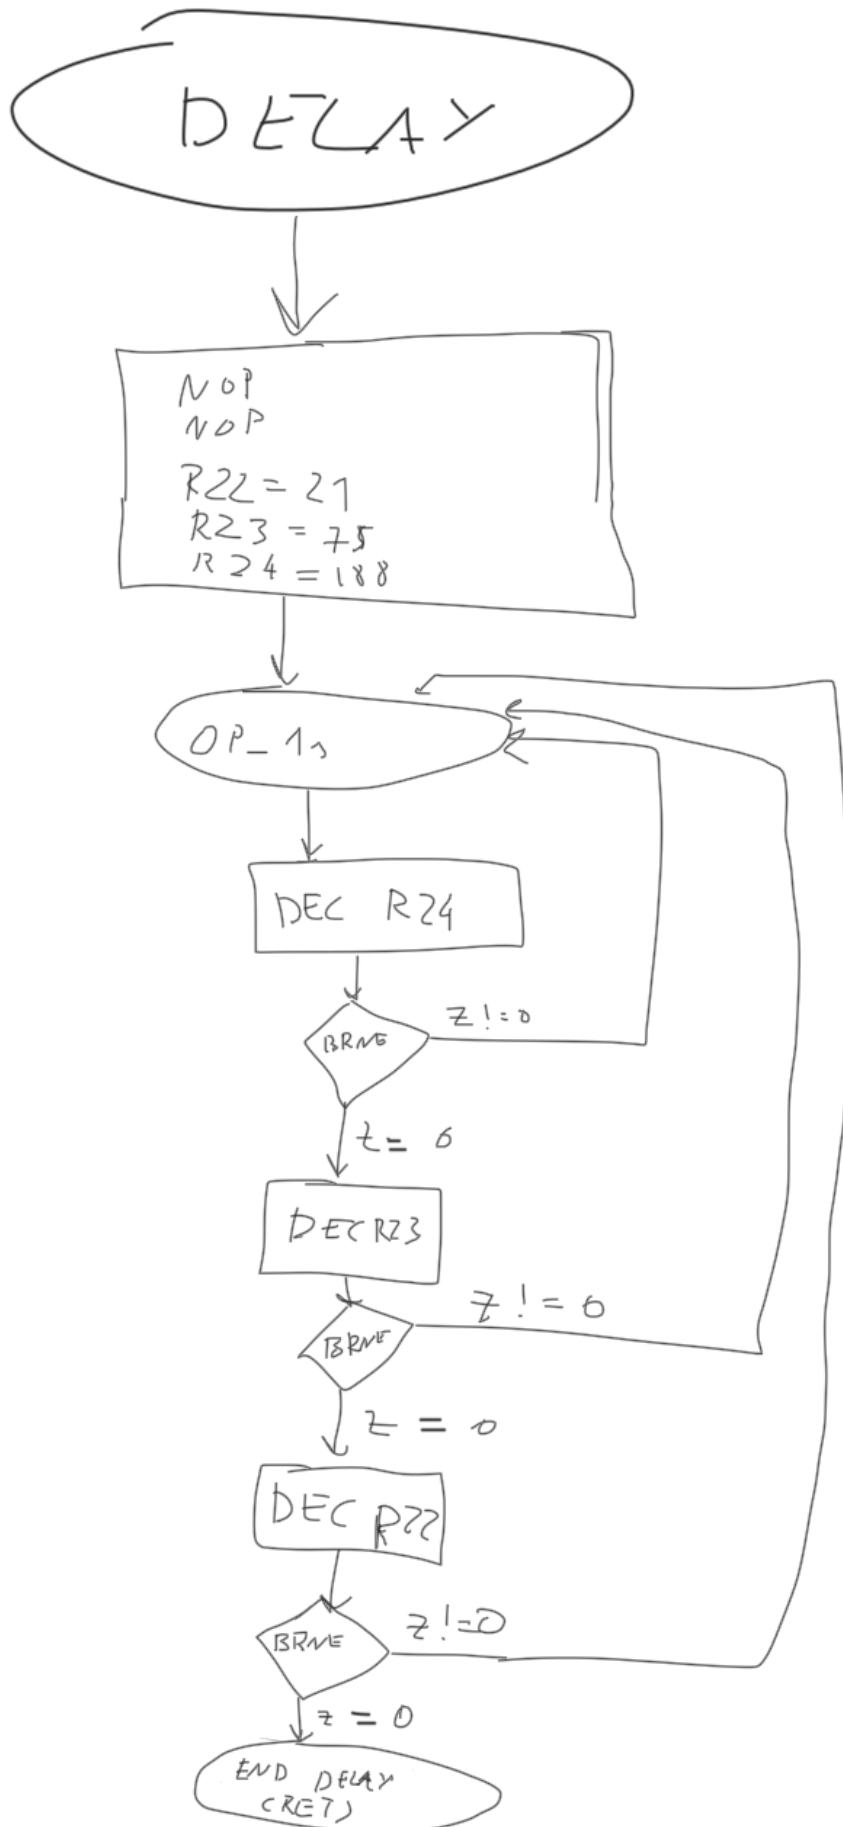 DELAY
NOP
NOP
R22 = 21
R23 = 75
R24 = 188
OP_1s
DEC R24
BRNE
Z != 0
Z = 0
DEC R23
BRNE
Z != 0
Z = 0
DEC R22
BRNE
Z != 0
Z = 0
END DELAY
(RET)